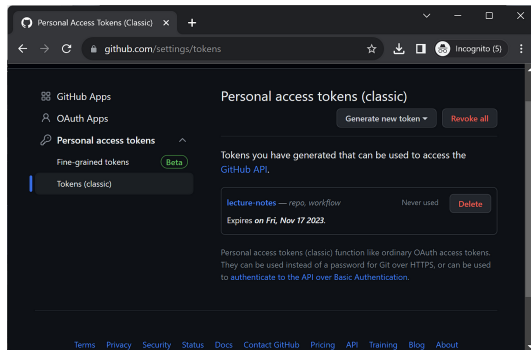 Personal Access Tokens (Classic)
github.com/settings/tokens
Incognito (5)
GitHub Apps
OAuth Apps
Personal access tokens
Fine-grained tokens Beta
Tokens (classic)
Personal access tokens (classic)
Generate new token Revoke all
Tokens you have generated that can be used to access the
GitHub API.
lecture-notes — repo, workflow Never used Delete
Expires on Fri, Nov 17 2023.
Personal access tokens (classic) function like ordinary OAuth access tokens.
They can be used instead of a password for Git over HTTPS, or can be used
to authenticate to the API over Basic Authentication.
Terms Privacy Security Status Docs Contact GitHub Pricing API Training Blog About